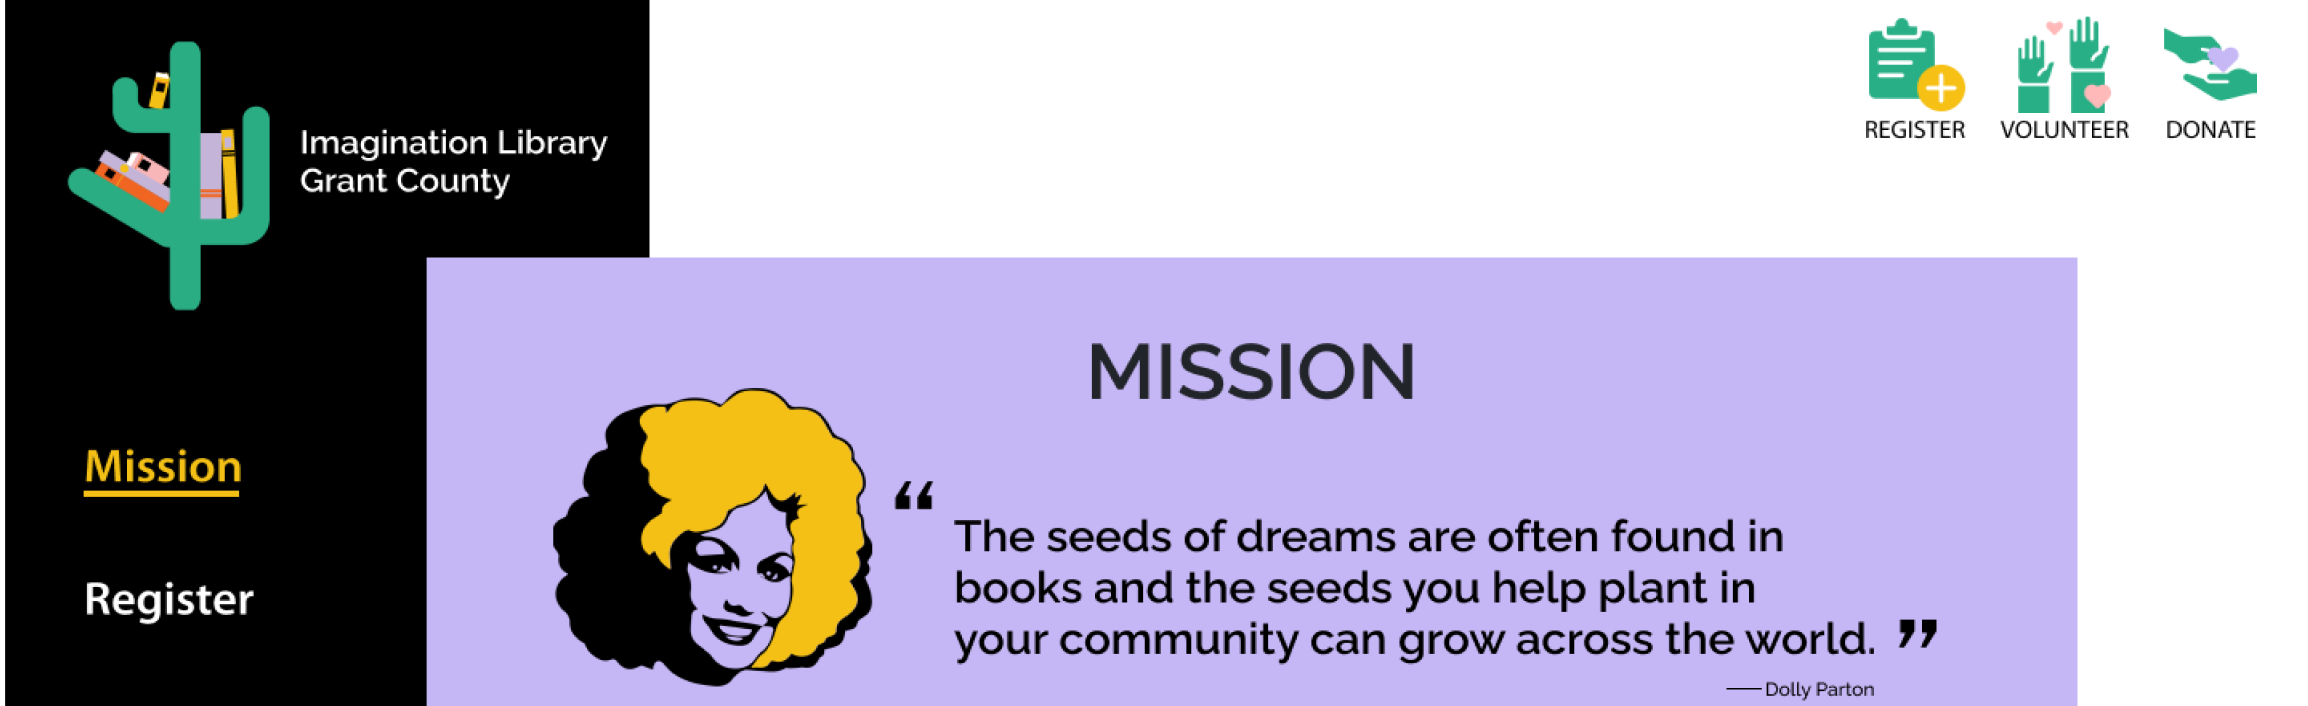 Imagination Library
Grant County
REGISTER
VOLUNTEER
DONATE
Mission
Register
MISSION
“
The seeds of dreams are often found in
books and the seeds you help plant in
your community can grow across the world. ”
— Dolly Parton